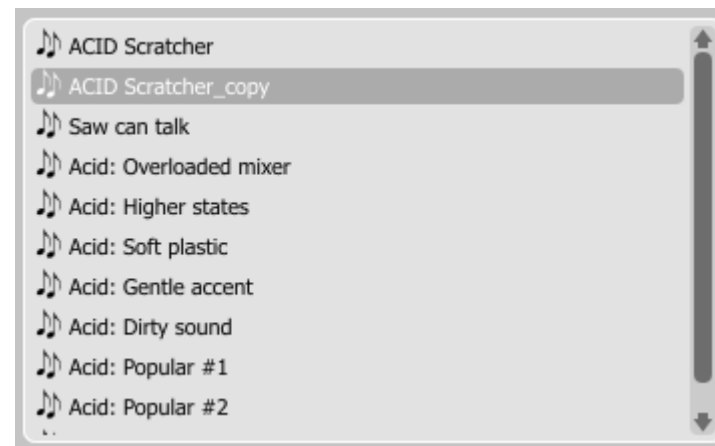 ACID Scratcher
ACID Scratcher_copy
Saw can talk
Acid: Overloaded mixer
Acid: Higher states
Acid: Soft plastic
Acid: Gentle accent
Acid: Dirty sound
Acid: Popular #1
Acid: Popular #2